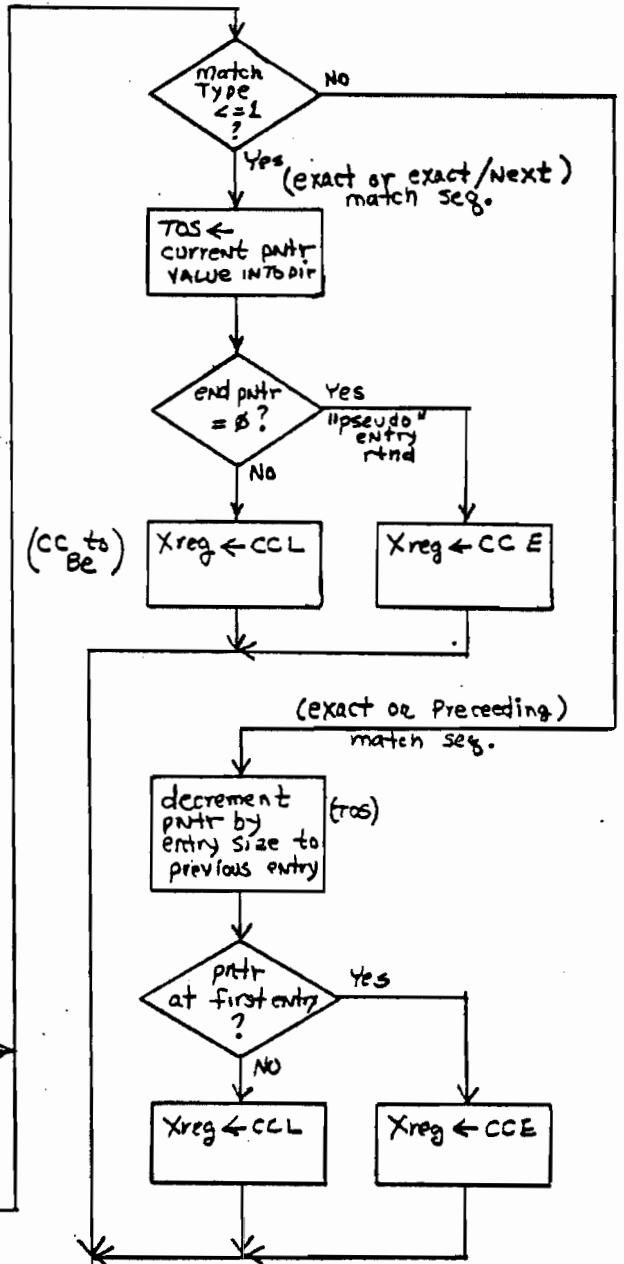 match
Type
<=1
?
NO
Yes
(exact or exact/Next)
match seq.
TOS ←
current pntr
VALUE INTO DIR
end pntr
= ø?
Yes
"pseudo"
entry
rtnd
NO
(CC to
Be)
Xreg ← CCL
Xreg ← CCE
(exact or Preceeding)
match seq.
decrement
pntr by
entry size to
previous entry
(TOS)
pntr
at first entry
?
Yes
NO
Xreg ← CCL
Xreg ← CCE